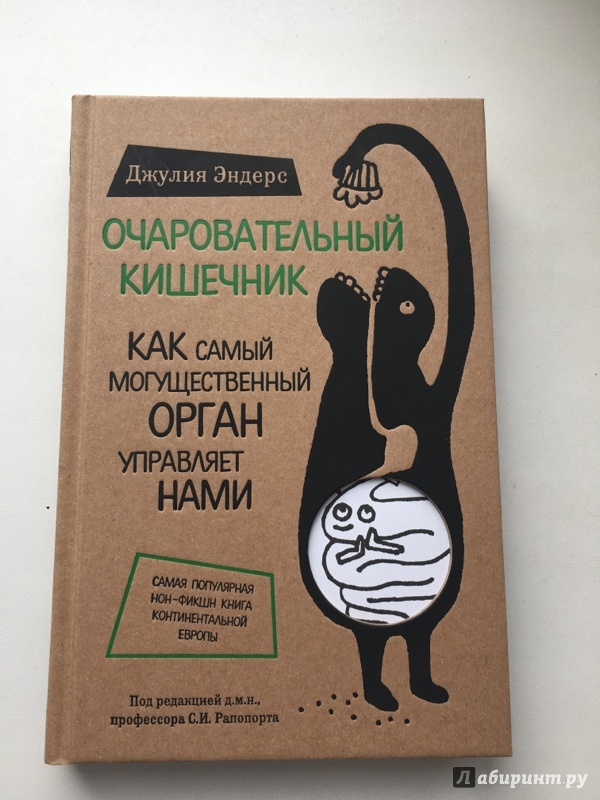 Джулия Эндерс
ОЧАРОВАТЕЛЬНЫЙ
КИШЕЧНИК
КАК САМЫЙ
МОГУЩЕСТВЕННЫЙ
ОРГАН
УПРАВЛЯЕТ
НАМИ
САМАЯ ПОПУЛЯРНАЯ
НОН-ФИКШН КНИГА
КОНТИНЕНТАЛЬНОЙ
ЕВРОПЫ
Под редакцией д.м.н.,
профессора С.И. Рапопорта
Лабиринт.ру